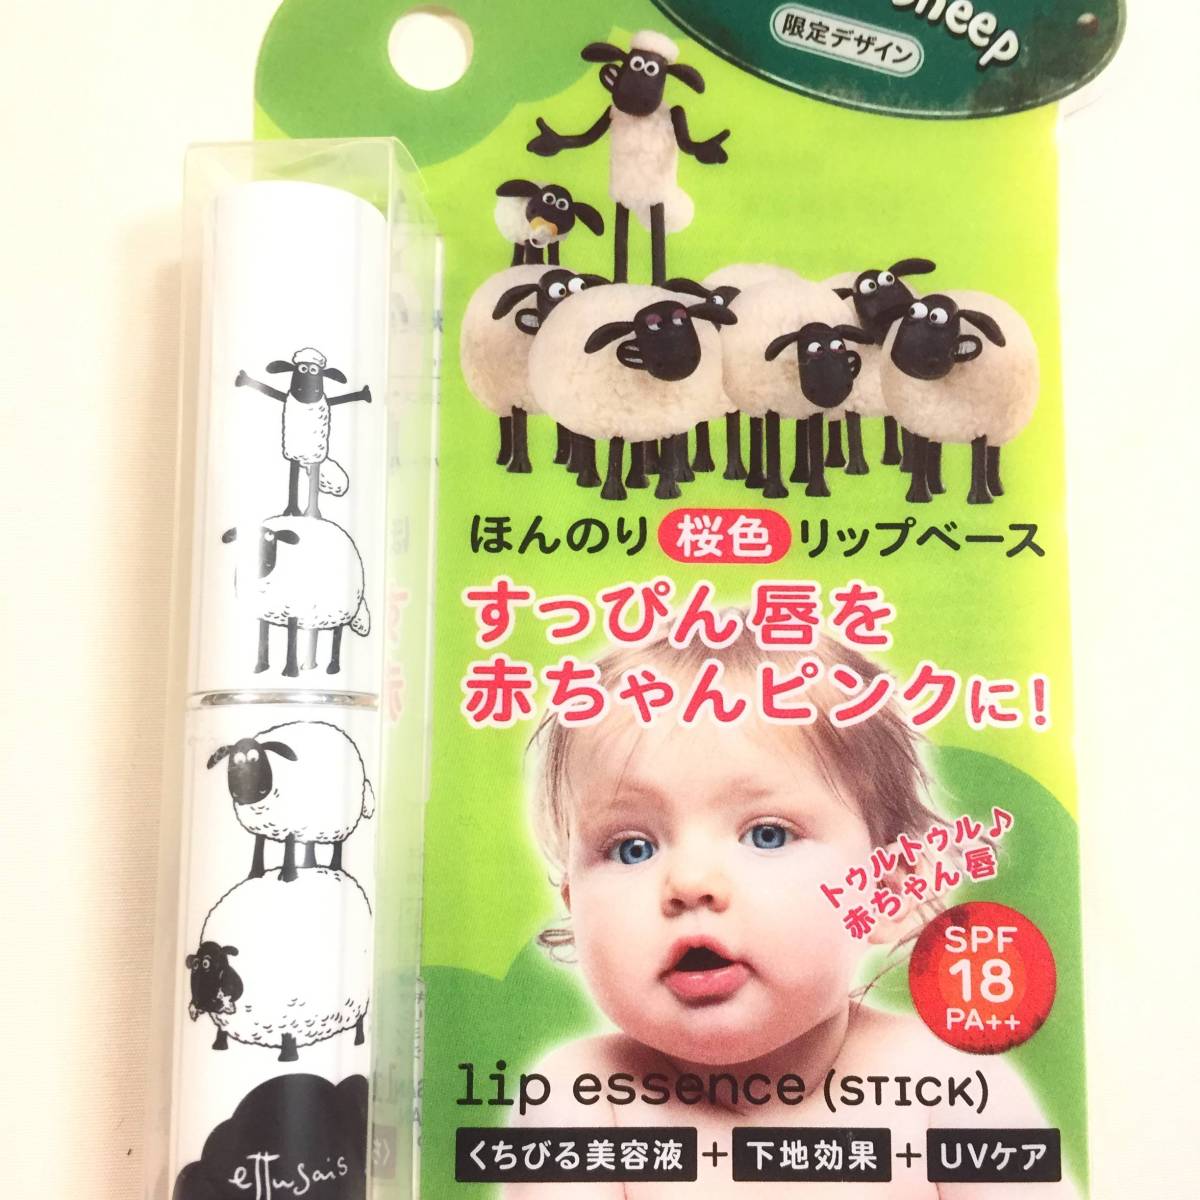 sheep
限定デザイン
ほんのり桜色リップベース
すっぴん唇を
赤ちゃんピンクに!
トゥルトゥル♪
赤ちゃん唇
SPF
18
PA++
lip essence (STICK)
くちびる美容液+下地効果+UVケア
ettusais